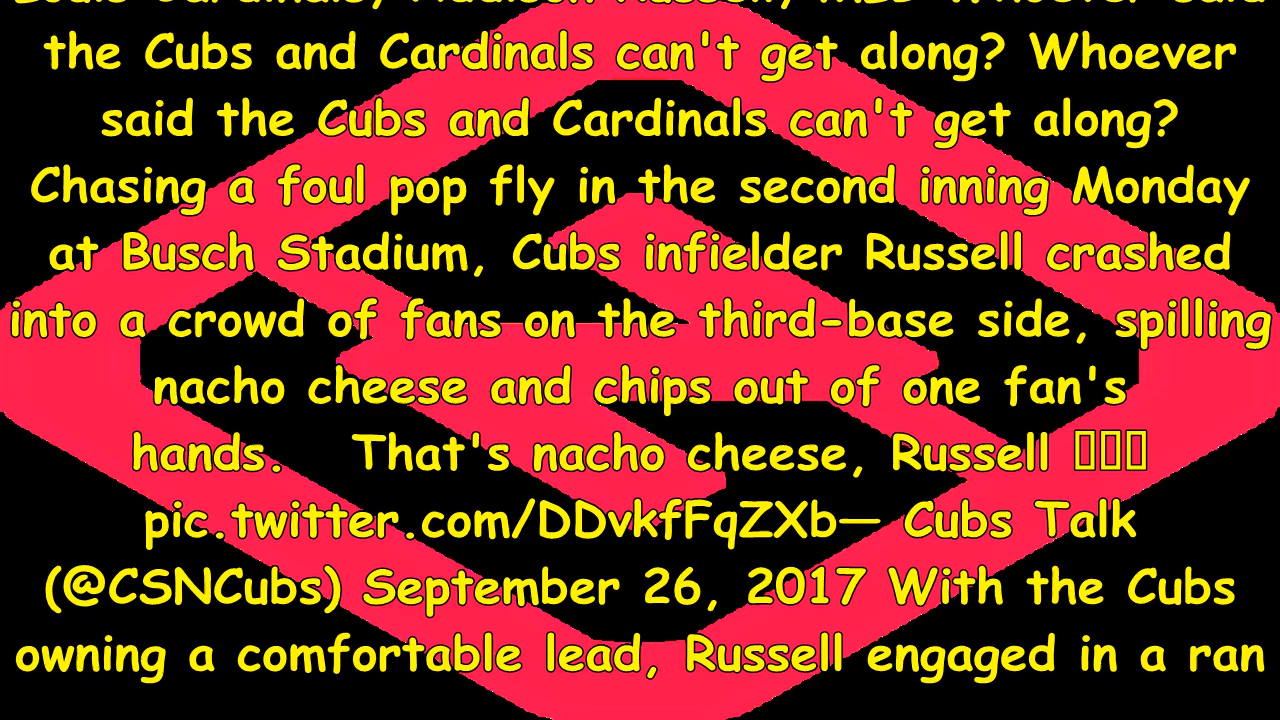 the Cubs and Cardinals can't get along? Whoever
said the Cubs and Cardinals can't get along?
Chasing a foul pop fly in the second inning Monday
at Busch Stadium, Cubs infielder Russell crashed
into a crowd of fans on the third-base side, spilling
nacho cheese and chips out of one fan's
hands. That's nacho cheese, Russell
pic.twitter.com/DDvkfFqZXb— Cubs Talk
(@CSNCubs) September 26, 2017 With the Cubs
owning a comfortable lead, Russell engaged in a ran